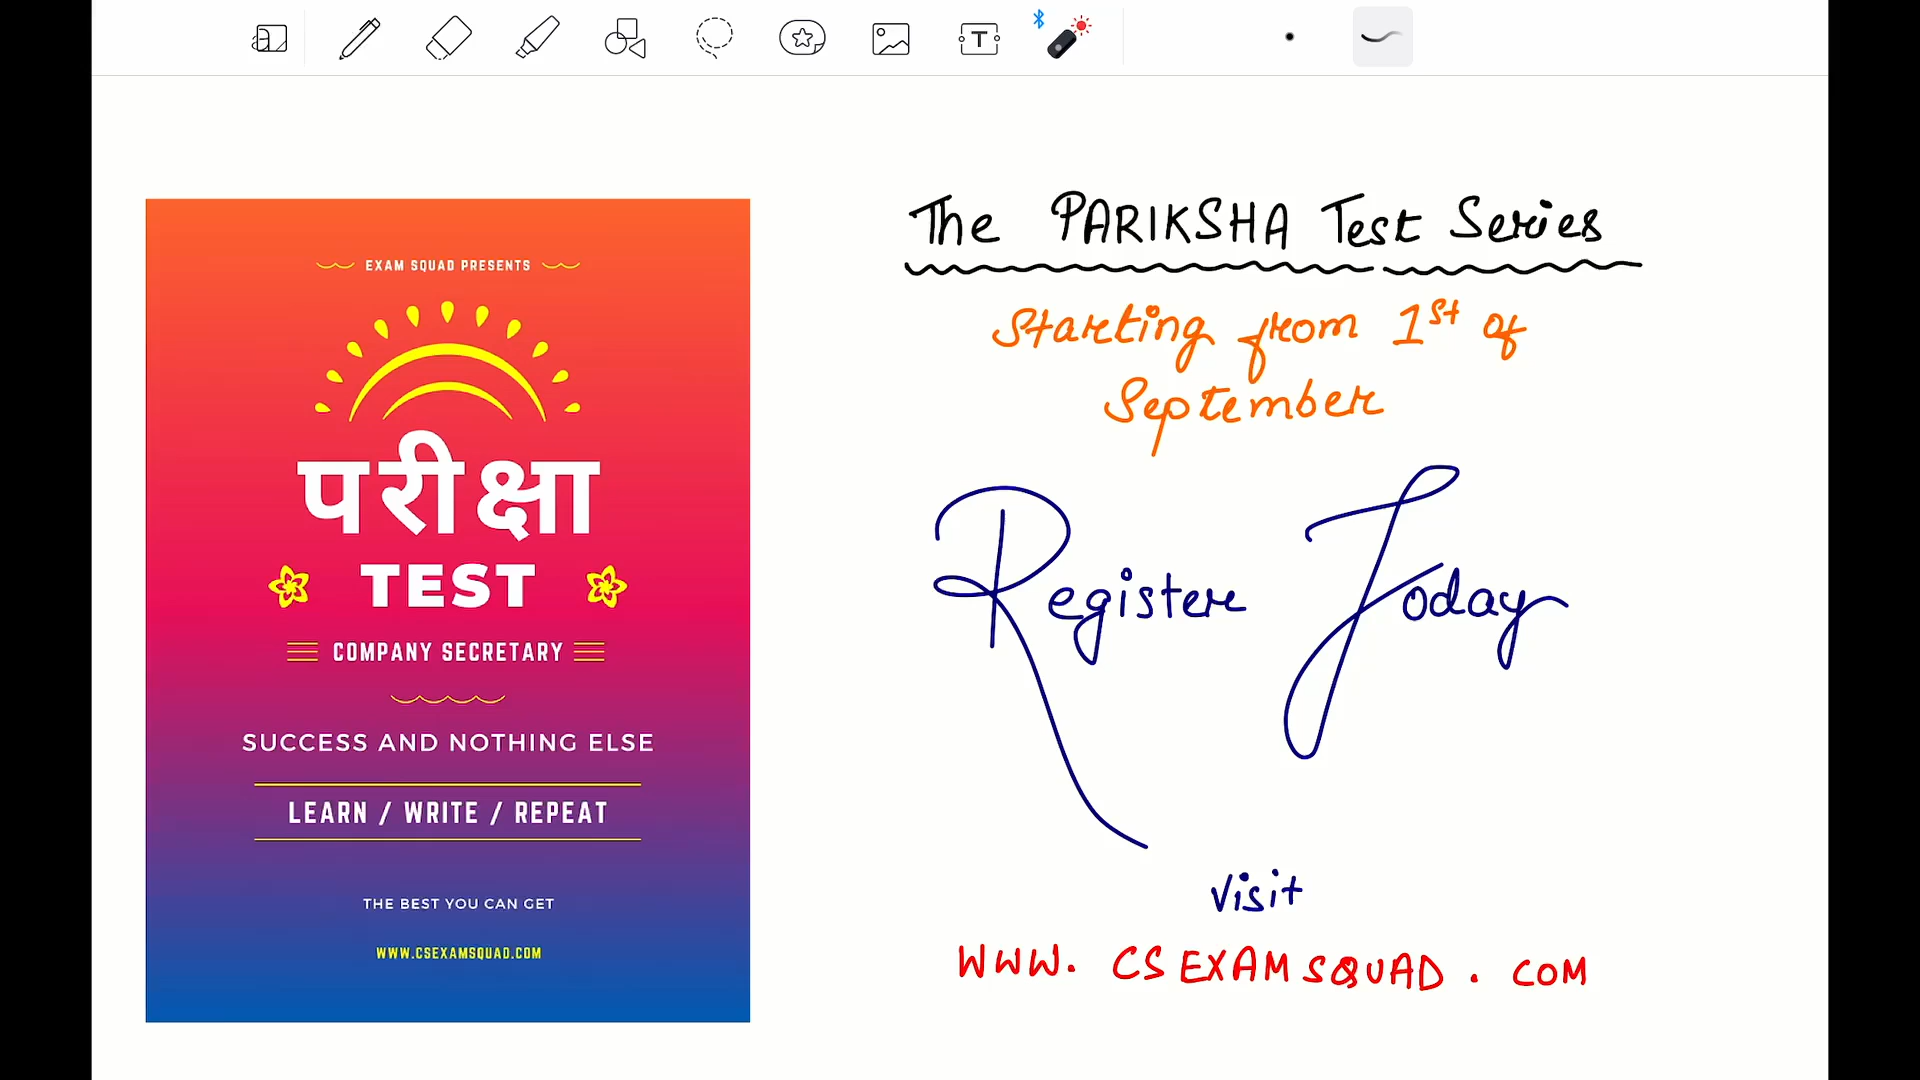 EXAM SQUAD PRESENTS
परीक्षा
TEST
COMPANY SECRETARY
SUCCESS AND NOTHING ELSE
LEARN / WRITE / REPEAT
THE BEST YOU CAN GET
WWW.CSEXAMSQUAD.COM
The PARIKSHA Test Series
Starting from 1st of
September
Register Today
Visit
WWW. CSEXAMSQUAD . COM